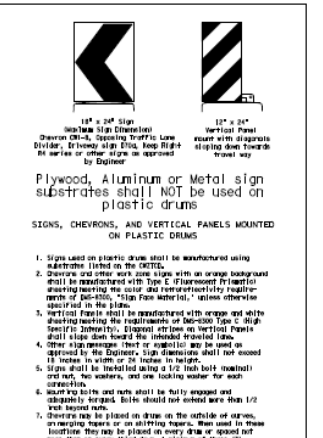 18" x 24" Sign
(Maximum Sign Dimension)
Chevron CW1-8, Opposing Traffic Lane
Divider, Driveway sign D70a, Keep Right
R4 series or other signs as approved
by Engineer
12" x 24"
Vertical Panel
mount with diagonals
sloping down towards
travel way
Plywood, Aluminum or Metal sign
substrates shall NOT be used on
plastic drums
SIGNS, CHEVRONS, AND VERTICAL PANELS MOUNTED
ON PLASTIC DRUMS
1. Signs used on plastic drums shall be manufactured using
substrates listed on the CWZTCD.
2. Chevrons and other work zone signs with an orange background
shall be manufactured with Type E (Fluorescent Prismatic)
sheeting meeting the color and retroreflectivity require-
ments of DMS-8300, "Sign Face Material," unless otherwise
specified in the plans.
3. Vertical Panels shall be manufactured with orange and white
sheeting meeting the requirements of DMS-8300 Type C (High
Specific Intensity). Diagonal stripes on Vertical Panels
shall slope down toward the intended traveled lane.
4. Other sign messages (text or symbolic) may be used as
approved by the Engineer. Sign dimensions shall not exceed
18 inches in width or 24 inches in height.
5. Signs shall be installed using a 1/2 inch bolt (nominal)
and nut, two washers, and one locking washer for each
connection.
6. Mounting bolts and nuts shall be fully engaged and
adequately torqued. Bolts should not extend more than 1/2
inch beyond nuts.
7. Chevrons may be placed on drums on the outside of curves,
on merging tapers or on shifting tapers. When used in these
locations they may be placed on every drum or spaced not